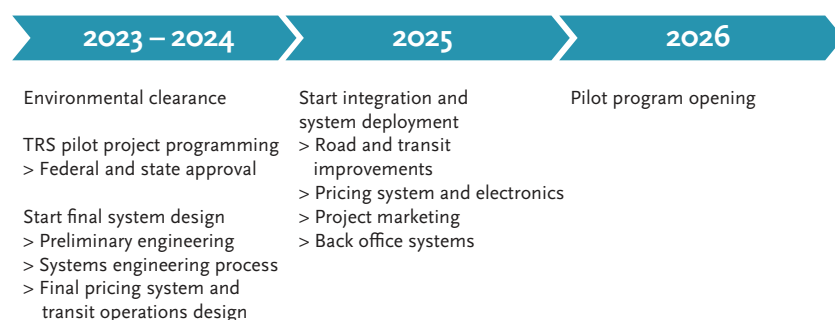 2023 – 2024
2025
2026
Environmental clearance
TRS pilot project programming
> Federal and state approval
Start final system design
> Preliminary engineering
> Systems engineering process
> Final pricing system and
transit operations design
Start integration and
system deployment
> Road and transit
improvements
> Pricing system and electronics
> Project marketing
> Back office systems
Pilot program opening